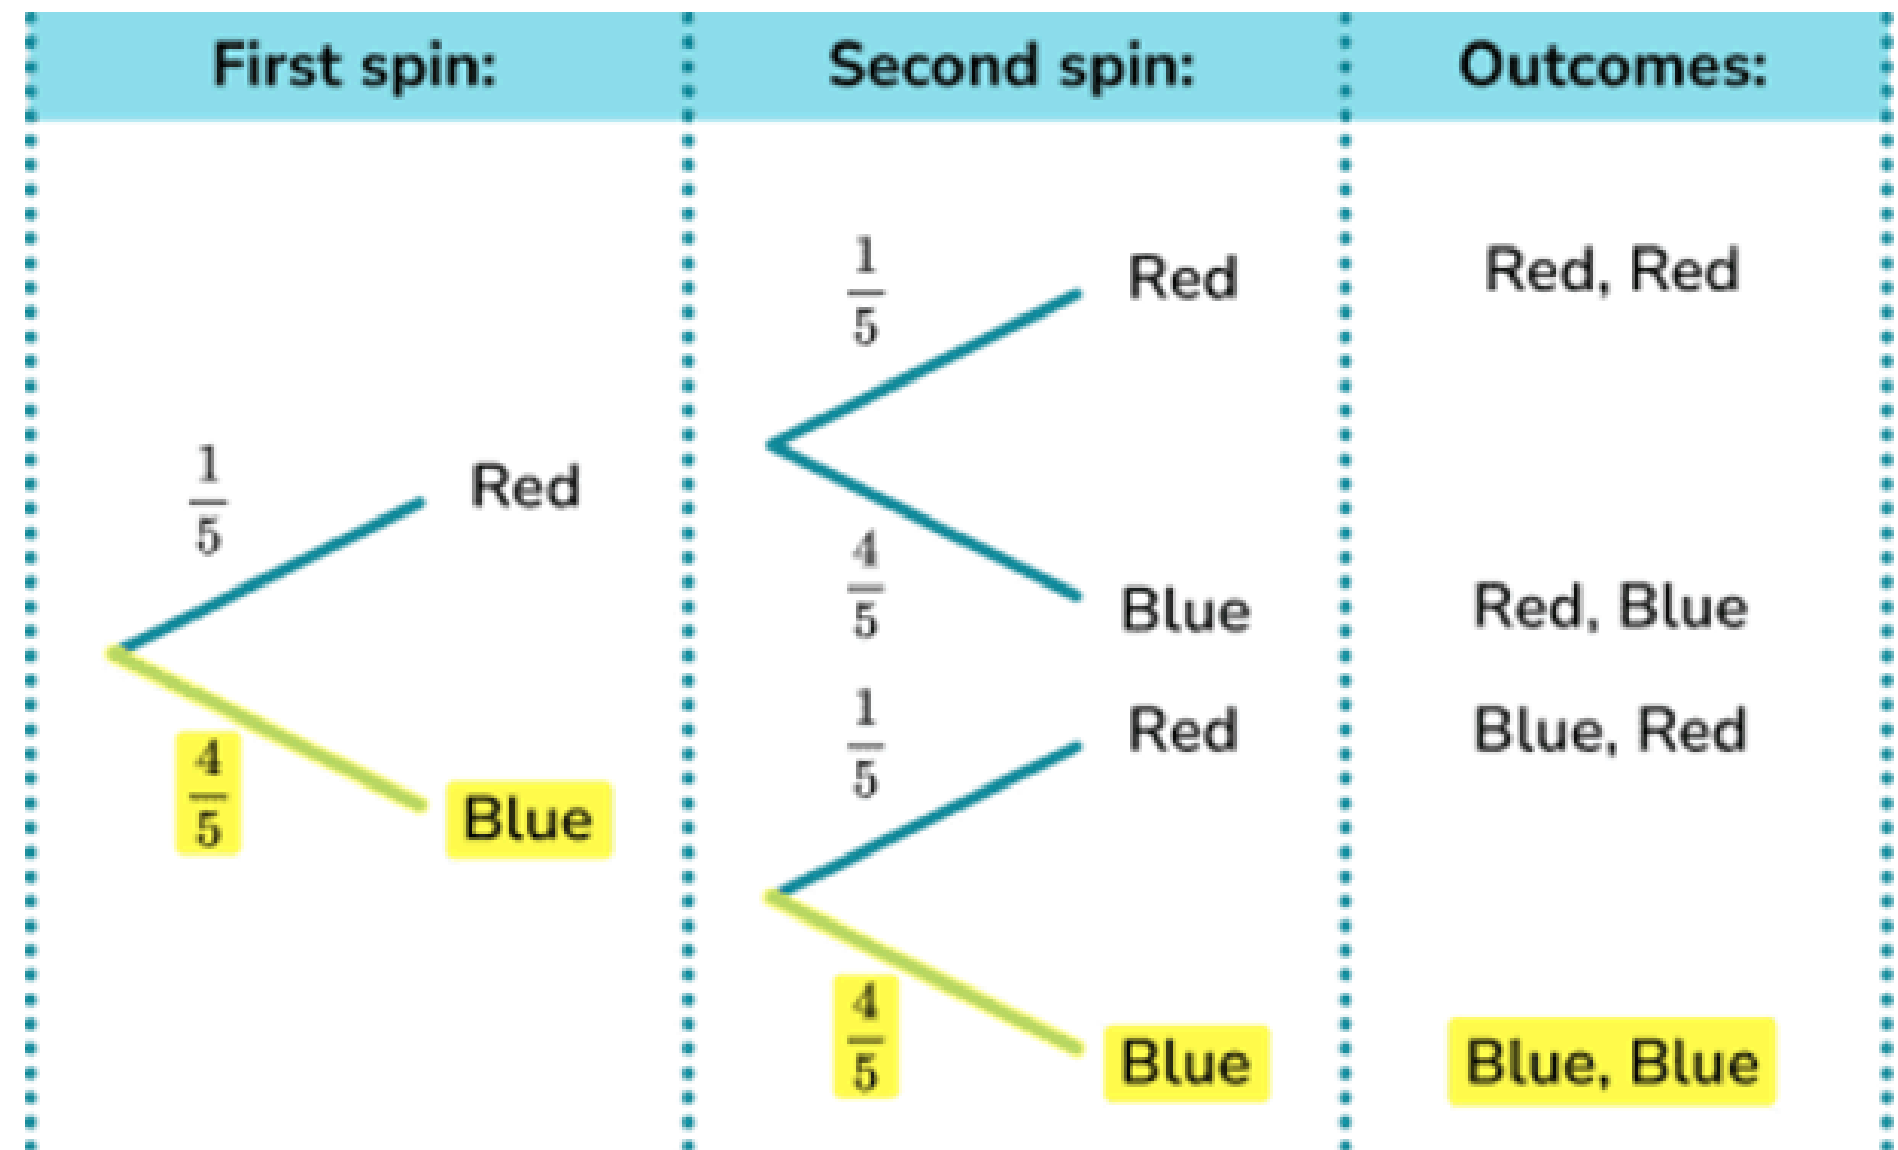 First spin: Second spin: Outcomes:
1/5 Red Red, Red
1/5 Red
4/5 Blue Red, Blue
1/5 Red Blue, Red
4/5 Blue
4/5 Blue Blue, Blue